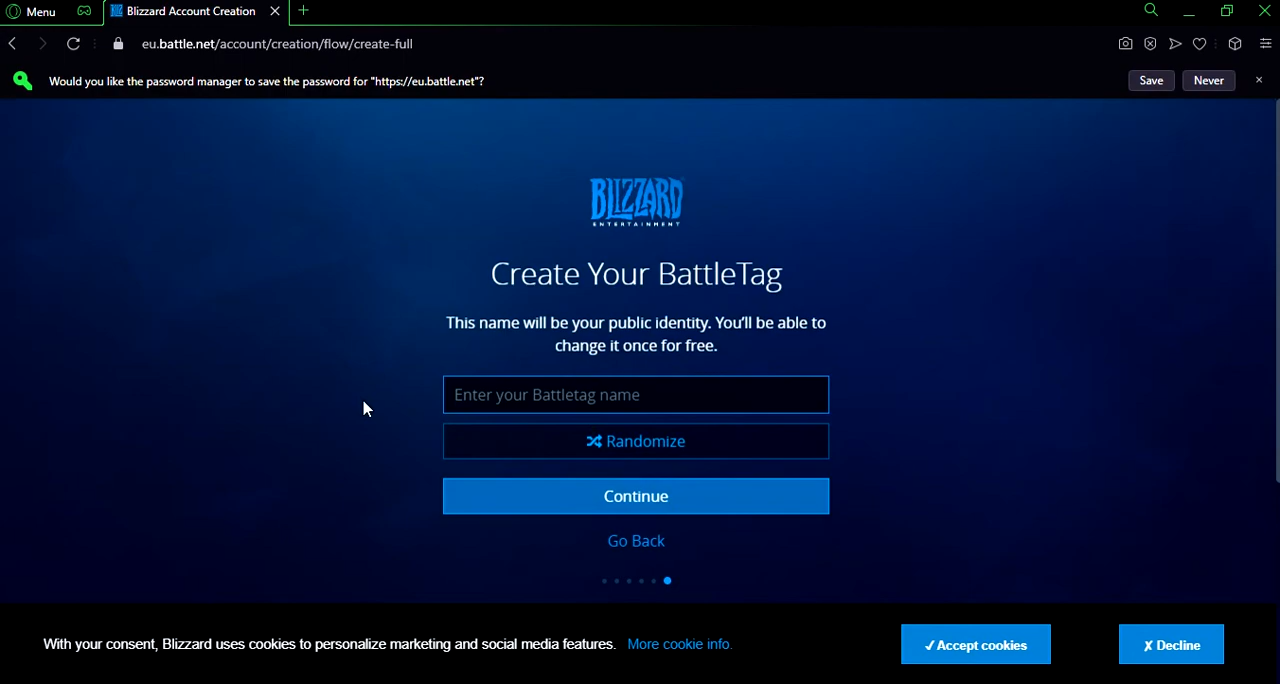 Menu
Blizzard Account Creation
eu.battle.net/account/creation/flow/create-full
Would you like the password manager to save the password for "https://eu.battle.net"?
Save
Never
BLIZZARD
ENTERTAINMENT
Create Your BattleTag
This name will be your public identity. You'll be able to
change it once for free.
Enter your Battletag name
Randomize
Continue
Go Back
With your consent, Blizzard uses cookies to personalize marketing and social media features. More cookie info.
✓Accept cookies
✗ Decline